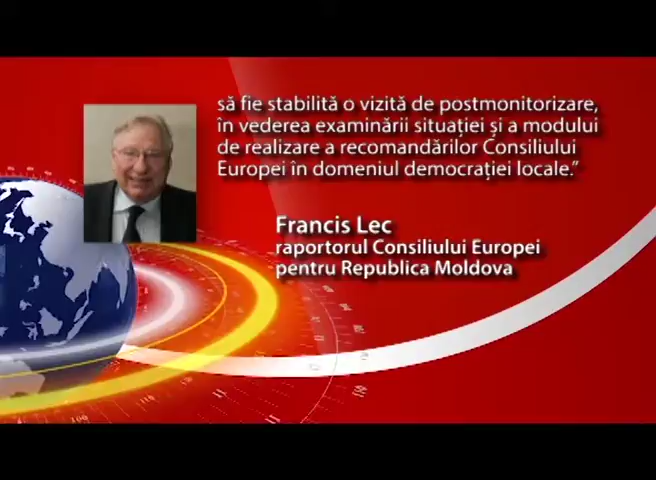 să fie stabilită o vizită de postmonitorizare,
în vederea examinării situației și a modului
de realizare a recomandărilor Consiliului
Europei în domeniul democrației locale.”
Francis Lec
raportorul Consiliului Europei
pentru Republica Moldova